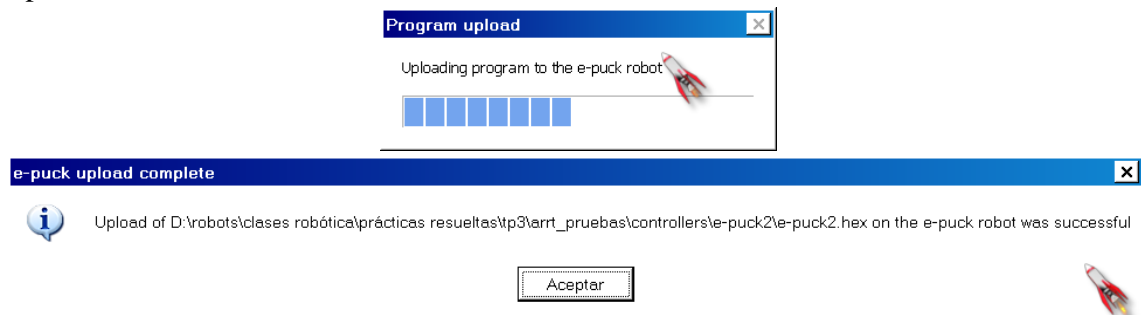 Program upload
Uploading program to the e-puck robot
e-puck upload complete
Upload of D:\robots\clases robótica\prácticas resueltas\tp3\arrt_pruebas\controllers\e-puck2\e-puck2.hex on the e-puck robot was successful
Aceptar